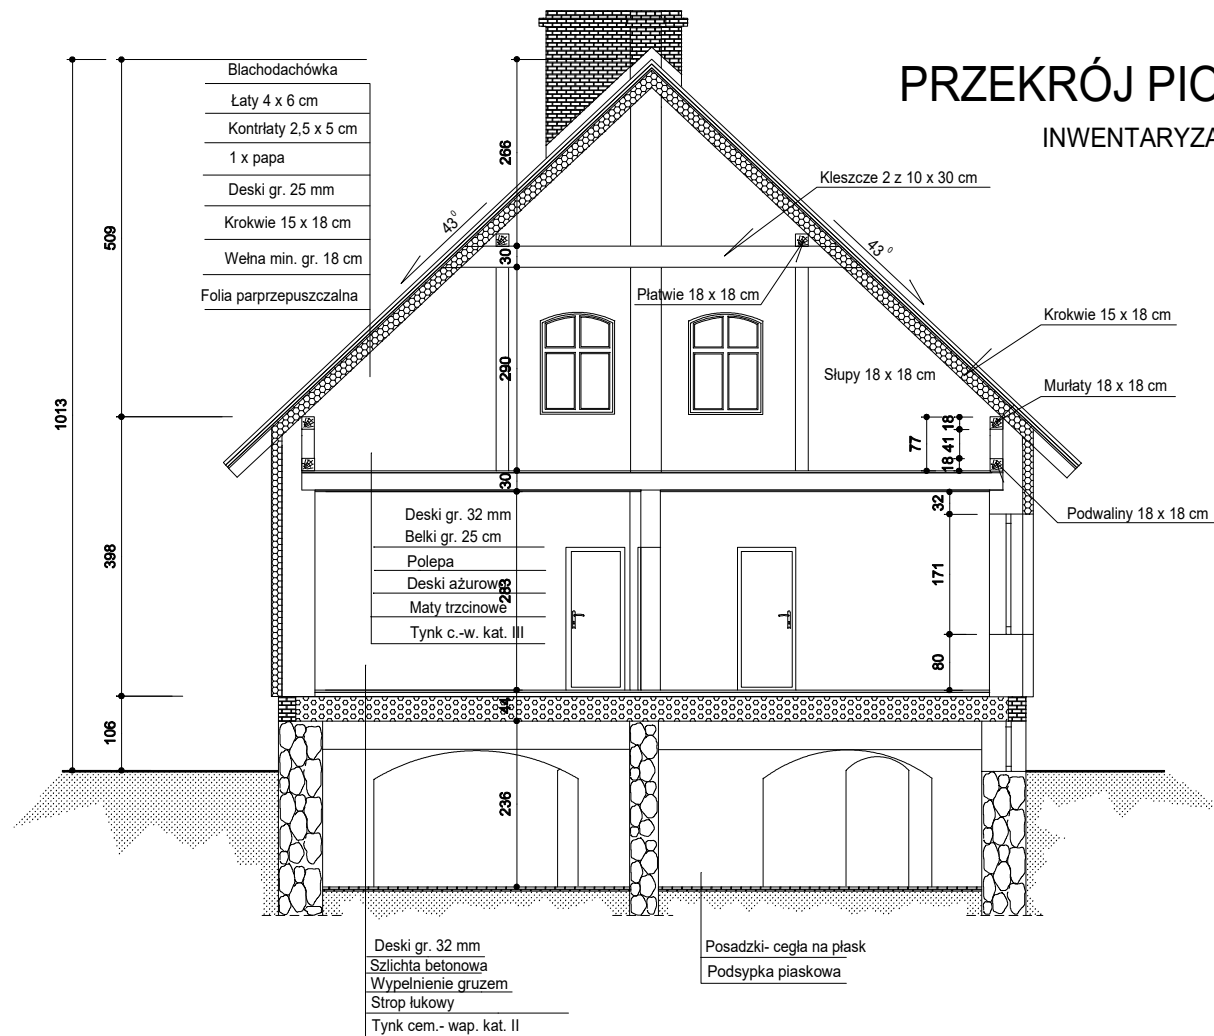 PRZEKRÓJ PIO
INWENTARYZA
Blachodachówka
Łaty 4 x 6 cm
Kontrłaty 2,5 x 5 cm
1 x papa
Deski gr. 25 mm
Krokwie 15 x 18 cm
Wełna min. gr. 18 cm
Folia parprzepuszczalna
Kleszcze 2 z 10 x 30 cm
43 0
43 0
Płatwie 18 x 18 cm
Krokwie 15 x 18 cm
Słupy 18 x 18 cm
Murłaty 18 x 18 cm
Podwaliny 18 x 18 cm
1013
509
398
106
266
30
290
30
283
44
236
77
18
41
18
32
171
80
Deski gr. 32 mm
Belki gr. 25 cm
Polepa
Deski ażurowe
Maty trzcinowe
Tynk c.-w. kat. III
Deski gr. 32 mm
Szlichta betonowa
Wypelnienie gruzem
Strop łukowy
Tynk cem.- wap. kat. II
Posadzki- cegła na płask
Podsypka piaskowa